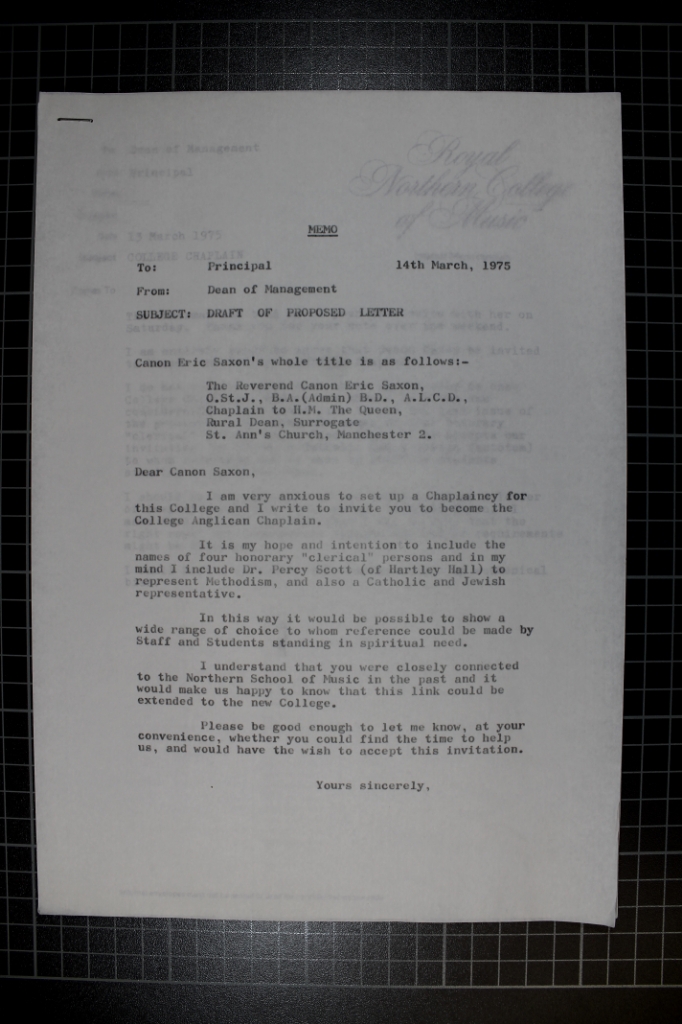 Royal
Northern College
of Music
To Dean of Management
Principal
13 March 1975
COLLEGE CHAPLAIN
MEMO
To: Principal 14th March, 1975
From: Dean of Management
SUBJECT: DRAFT OF PROPOSED LETTER
Canon Eric Saxon's whole title is as follows:-
The Reverend Canon Eric Saxon,
O.St.J., B.A.(Admin) B.D., A.L.C.D.,
Chaplain to H.M. The Queen,
Rural Dean, Surrogate
St. Ann's Church, Manchester 2.
Dear Canon Saxon,
I am very anxious to set up a Chaplaincy for
this College and I write to invite you to become the
College Anglican Chaplain.
It is my hope and intention to include the
names of four honorary "clerical" persons and in my
mind I include Dr. Percy Scott (of Hartley Hall) to
represent Methodism, and also a Catholic and Jewish
representative.
In this way it would be possible to show a
wide range of choice to whom reference could be made by
Staff and Students standing in spiritual need.
I understand that you were closely connected
to the Northern School of Music in the past and it
would make us happy to know that this link could be
extended to the new College.
Please be good enough to let me know, at your
convenience, whether you could find the time to help
us, and would have the wish to accept this invitation.
Yours sincerely,